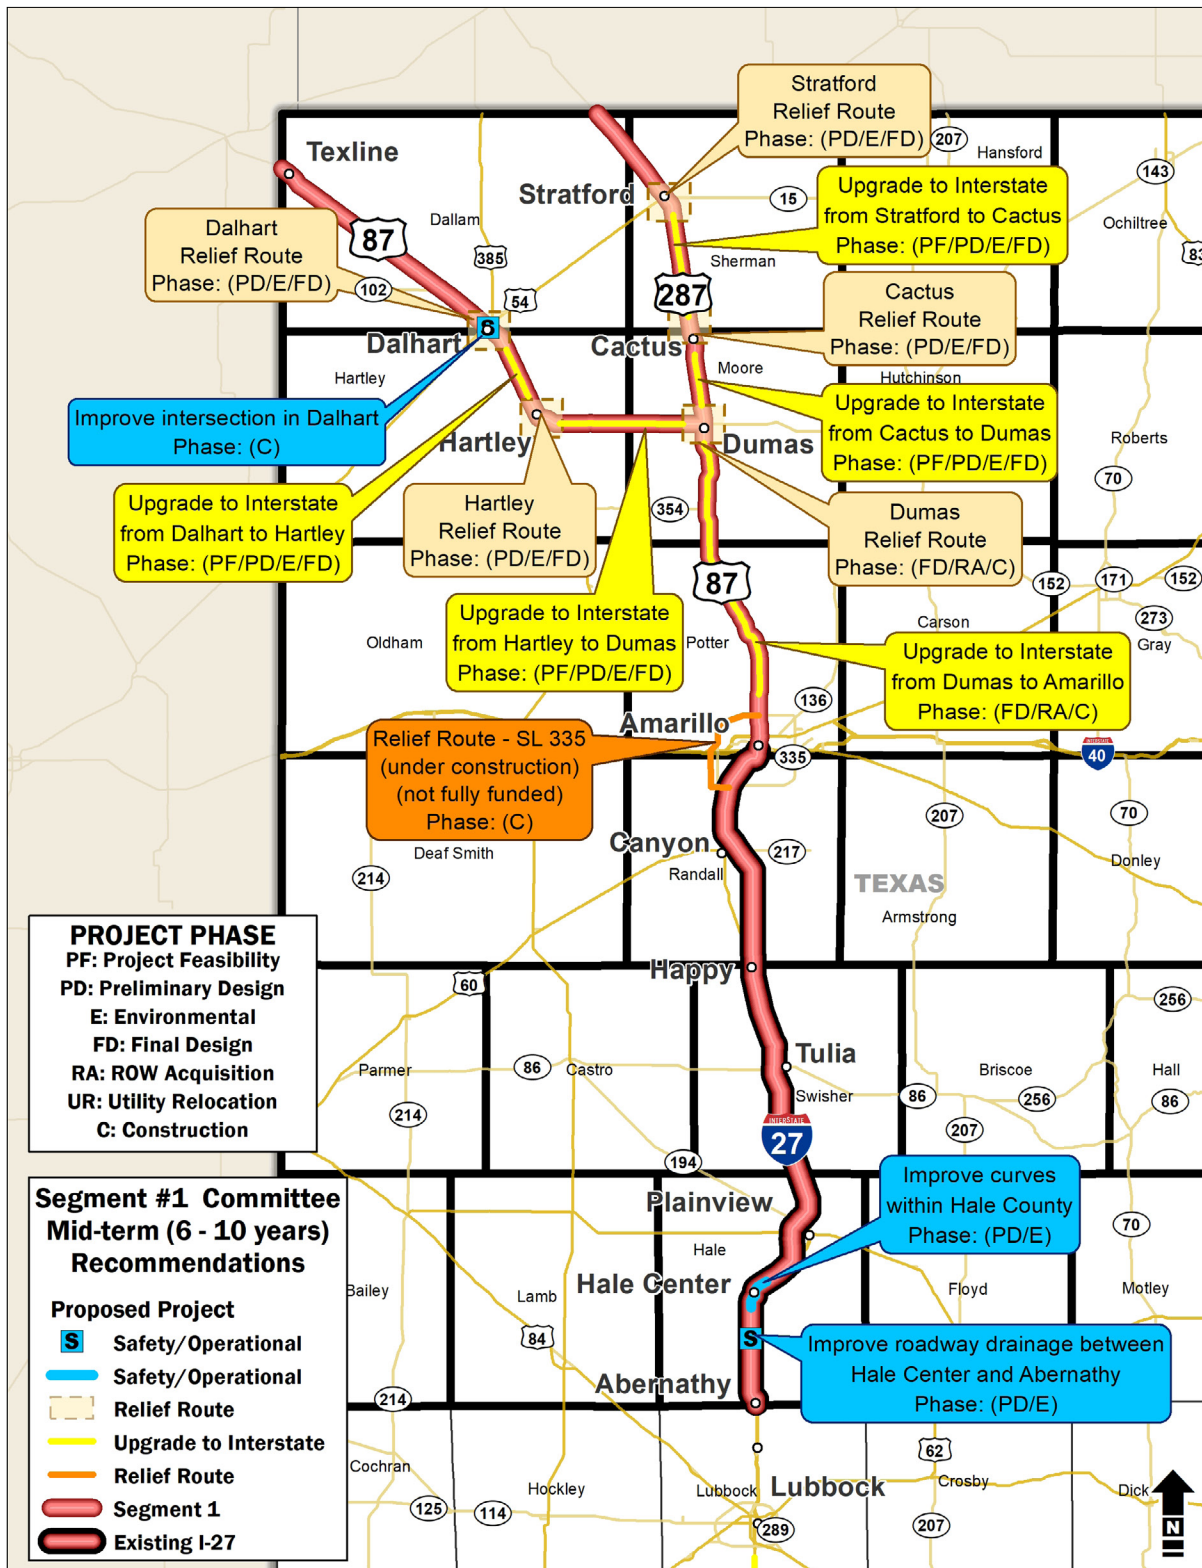 Stratford
Relief Route
Phase: (PD/E/FD)
207
Hansford
Texline
143
Stratford
15
Upgrade to Interstate
from Stratford to Cactus
Phase: (PF/PD/E/FD)
Dallam
Ochiltree
Dalhart
Relief Route
Phase: (PD/E/FD)
87
385
Sherman
83
102
54
287
Cactus
Relief Route
Phase: (PD/E/FD)
S
Dalhart
Cactus
Hartley
Moore
Hutchinson
Improve intersection in Dalhart
Phase: (C)
Upgrade to Interstate
from Cactus to Dumas
Phase: (PF/PD/E/FD)
Hartley
Dumas
Roberts
70
Upgrade to Interstate
from Dalhart to Hartley
Phase: (PF/PD/E/FD)
Hartley
Relief Route
Phase: (PD/E/FD)
354
Dumas
Relief Route
Phase: (FD/RA/C)
87
152
171
152
Upgrade to Interstate
from Hartley to Dumas
Phase: (PF/PD/E/FD)
Oldham
Potter
Carson
273
Gray
Upgrade to Interstate
from Dumas to Amarillo
Phase: (FD/RA/C)
136
Amarillo
Relief Route - SL 335
(under construction)
(not fully funded)
Phase: (C)
335
INTERSTATE
40
Deaf Smith
Canyon
217
207
70
214
Randall
TEXAS
Donley
Armstrong
PROJECT PHASE
PF: Project Feasibility
PD: Preliminary Design
E: Environmental
FD: Final Design
RA: ROW Acquisition
UR: Utility Relocation
C: Construction
Happy
60
256
Tulia
Parmer
86
Castro
Briscoe
Hall
Swisher
86
256
86
214
207
INTERSTATE
27
194
Improve curves
within Hale County
Phase: (PD/E)
Plainview
70
Hale
Segment #1 Committee
Mid-term (6 - 10 years)
Recommendations
Proposed Project
S Safety/Operational
Safety/Operational
Relief Route
Upgrade to Interstate
Relief Route
Segment 1
Existing I-27
Bailey
Lamb
Hale Center
Floyd
Motley
84
S
Improve roadway drainage between
Hale Center and Abernathy
Phase: (PD/E)
Abernathy
214
62
Cochran
Hockley
Lubbock
Lubbock
Crosby
Dick
125
114
289
207
N